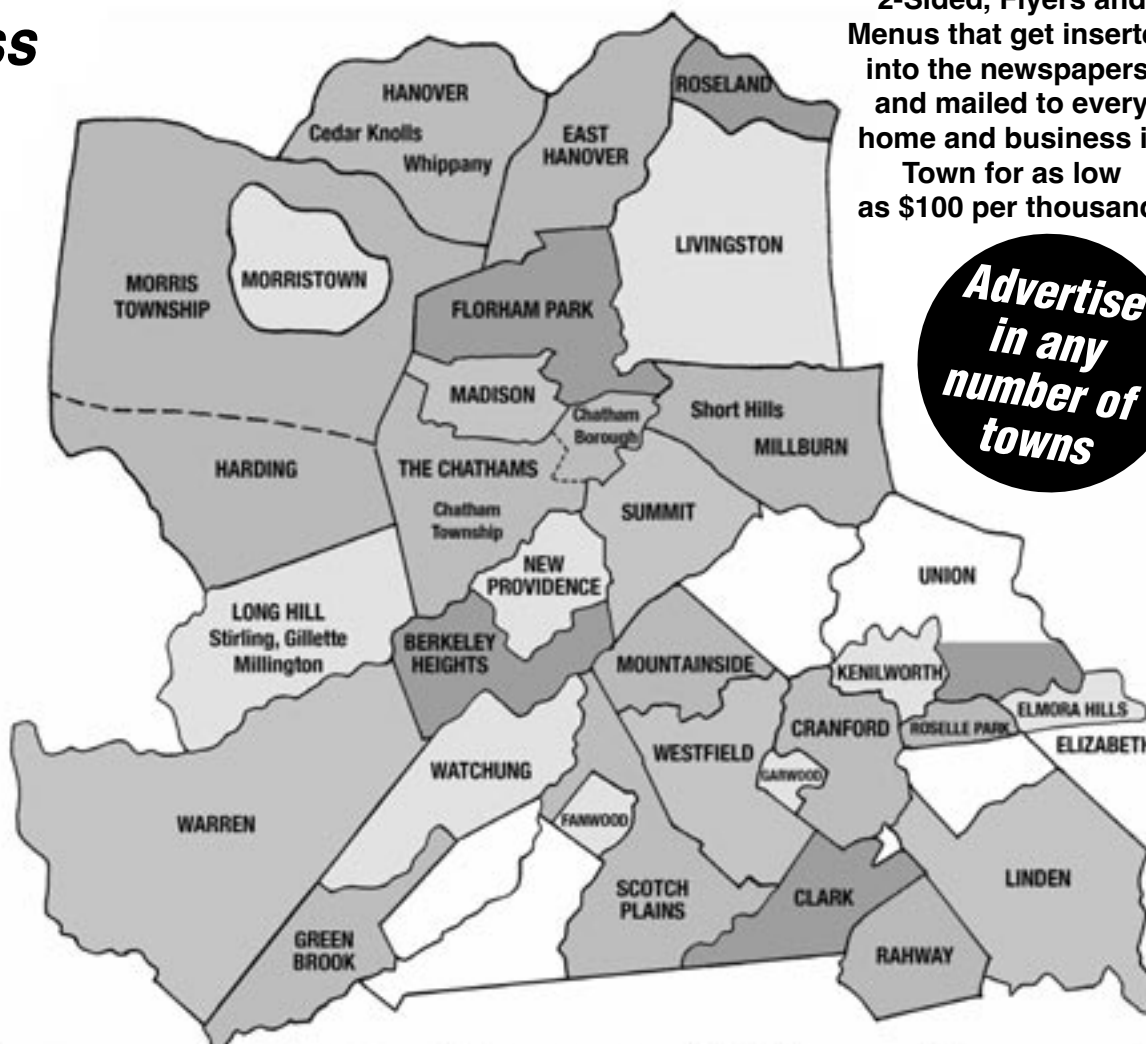 ss
2-Sided, Flyers and
Menus that get inserte
into the newspapers
and mailed to every
home and business i
Town for as low
as $100 per thousand
Advertise
in any
number of
towns
HANOVER
Cedar Knolls
Whippany
EAST
HANOVER
ROSELAND
LIVINGSTON
MORRIS
TOWNSHIP
MORRISTOWN
FLORHAM PARK
MADISON
Chatham
Borough
Short Hills
MILLBURN
HARDING
THE CHATHAMS
Chatham
Township
SUMMIT
NEW
PROVIDENCE
UNION
LONG HILL
Stirling, Gillette
Millington
BERKELEY
HEIGHTS
MOUNTAINSIDE
KENILWORTH
ELMORA HILLS
ROSELLE PARK
CRANFORD
WESTFIELD
ELIZABETH
GARWOOD
WATCHUNG
FANWOOD
WARREN
SCOTCH
PLAINS
CLARK
LINDEN
GREEN
BROOK
RAHWAY